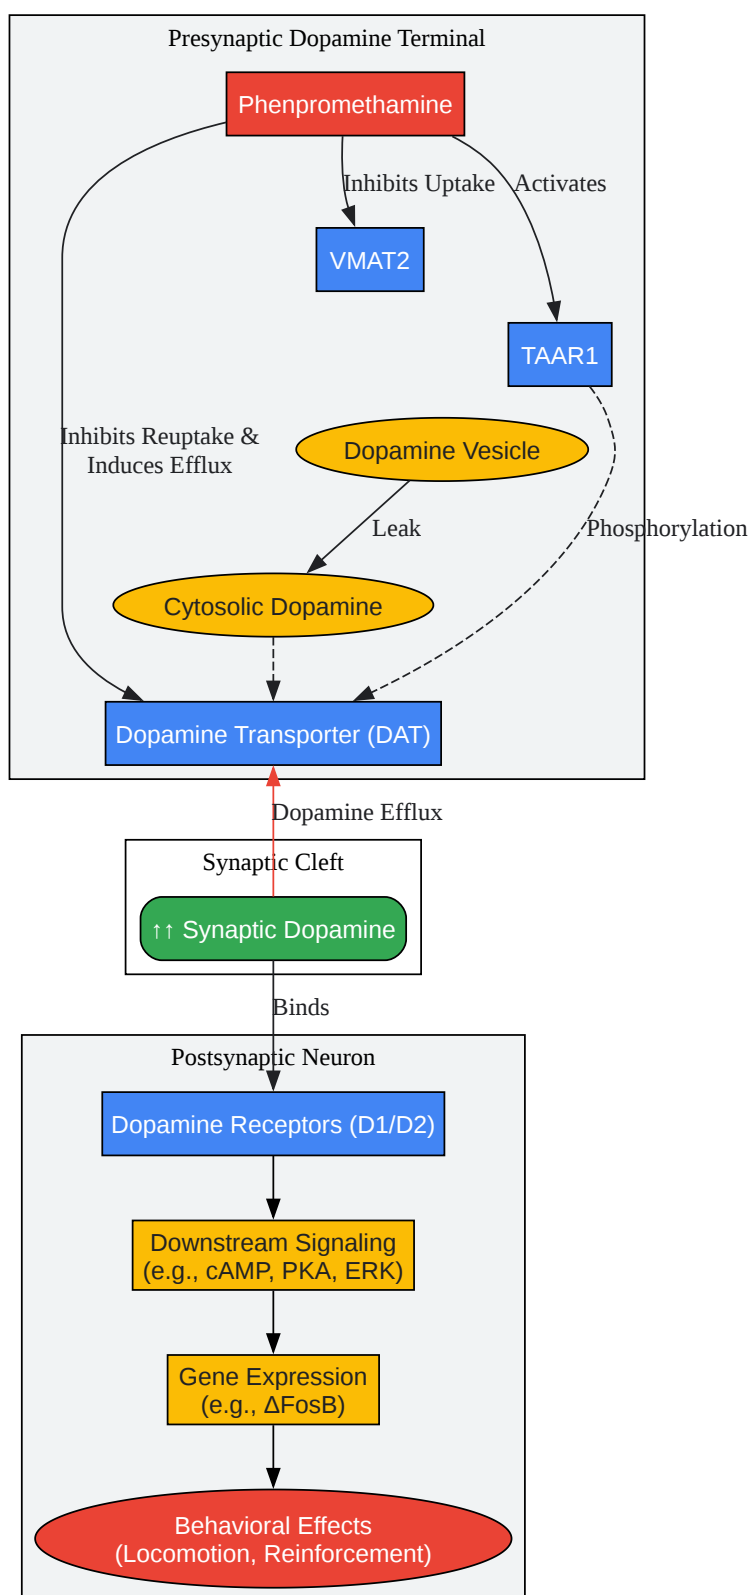 Presynaptic Dopamine Terminal
Phenpromethamine
Inhibits Uptake
Activates
VMAT2
TAAR1
Inhibits Reuptake &
Induces Efflux
Dopamine Vesicle
Leak
Phosphorylation
Cytosolic Dopamine
Dopamine Transporter (DAT)
Dopamine Efflux
Synaptic Cleft
↑↑ Synaptic Dopamine
Binds
Postsynaptic Neuron
Dopamine Receptors (D1/D2)
Downstream Signaling
(e.g., cAMP, PKA, ERK)
Gene Expression
(e.g., ΔFosB)
Behavioral Effects
(Locomotion, Reinforcement)